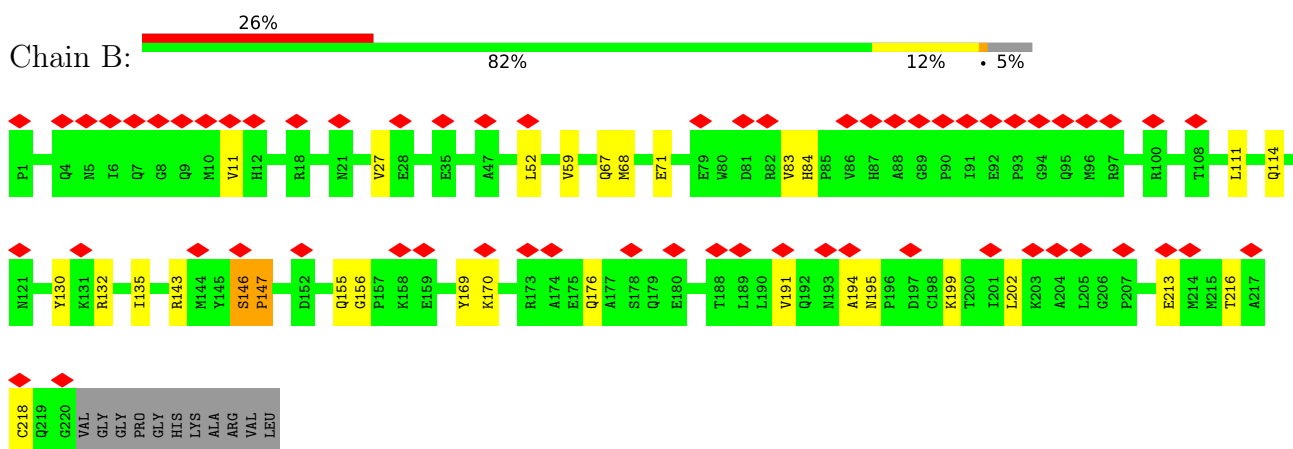 26%
Chain B:
82% 12% • 5%
P1 Q4 N5 I6 Q7 G8 Q9 M10 V11 H12 R18 N21 V27 E28 E35 A47 L52 V59 Q67 M68 E71 E79 W80 D81 R82 V83 H84 P85 V86 H87 A88 G89 P90 I91 E92 P93 G94 Q95 M96 R97 R100 T108 L111 Q114
N121 Y130 K131 R132 I135 R143 M144 Y145 S146 P147 D152 Q155 G156 P157 K158 E159 Y169 K170 R173 A174 E175 Q176 A177 S178 Q179 E180 T188 L189 L190 V191 Q192 N193 A194 N195 P196 D197 C198 K199 T200 I201 L202 K203 A204 L205 G206 P207 E213 M214 M215 T216 A217
C218 Q219 G220 VAL GLY GLY PRO GLY HIS LYS ALA ARG VAL LEU